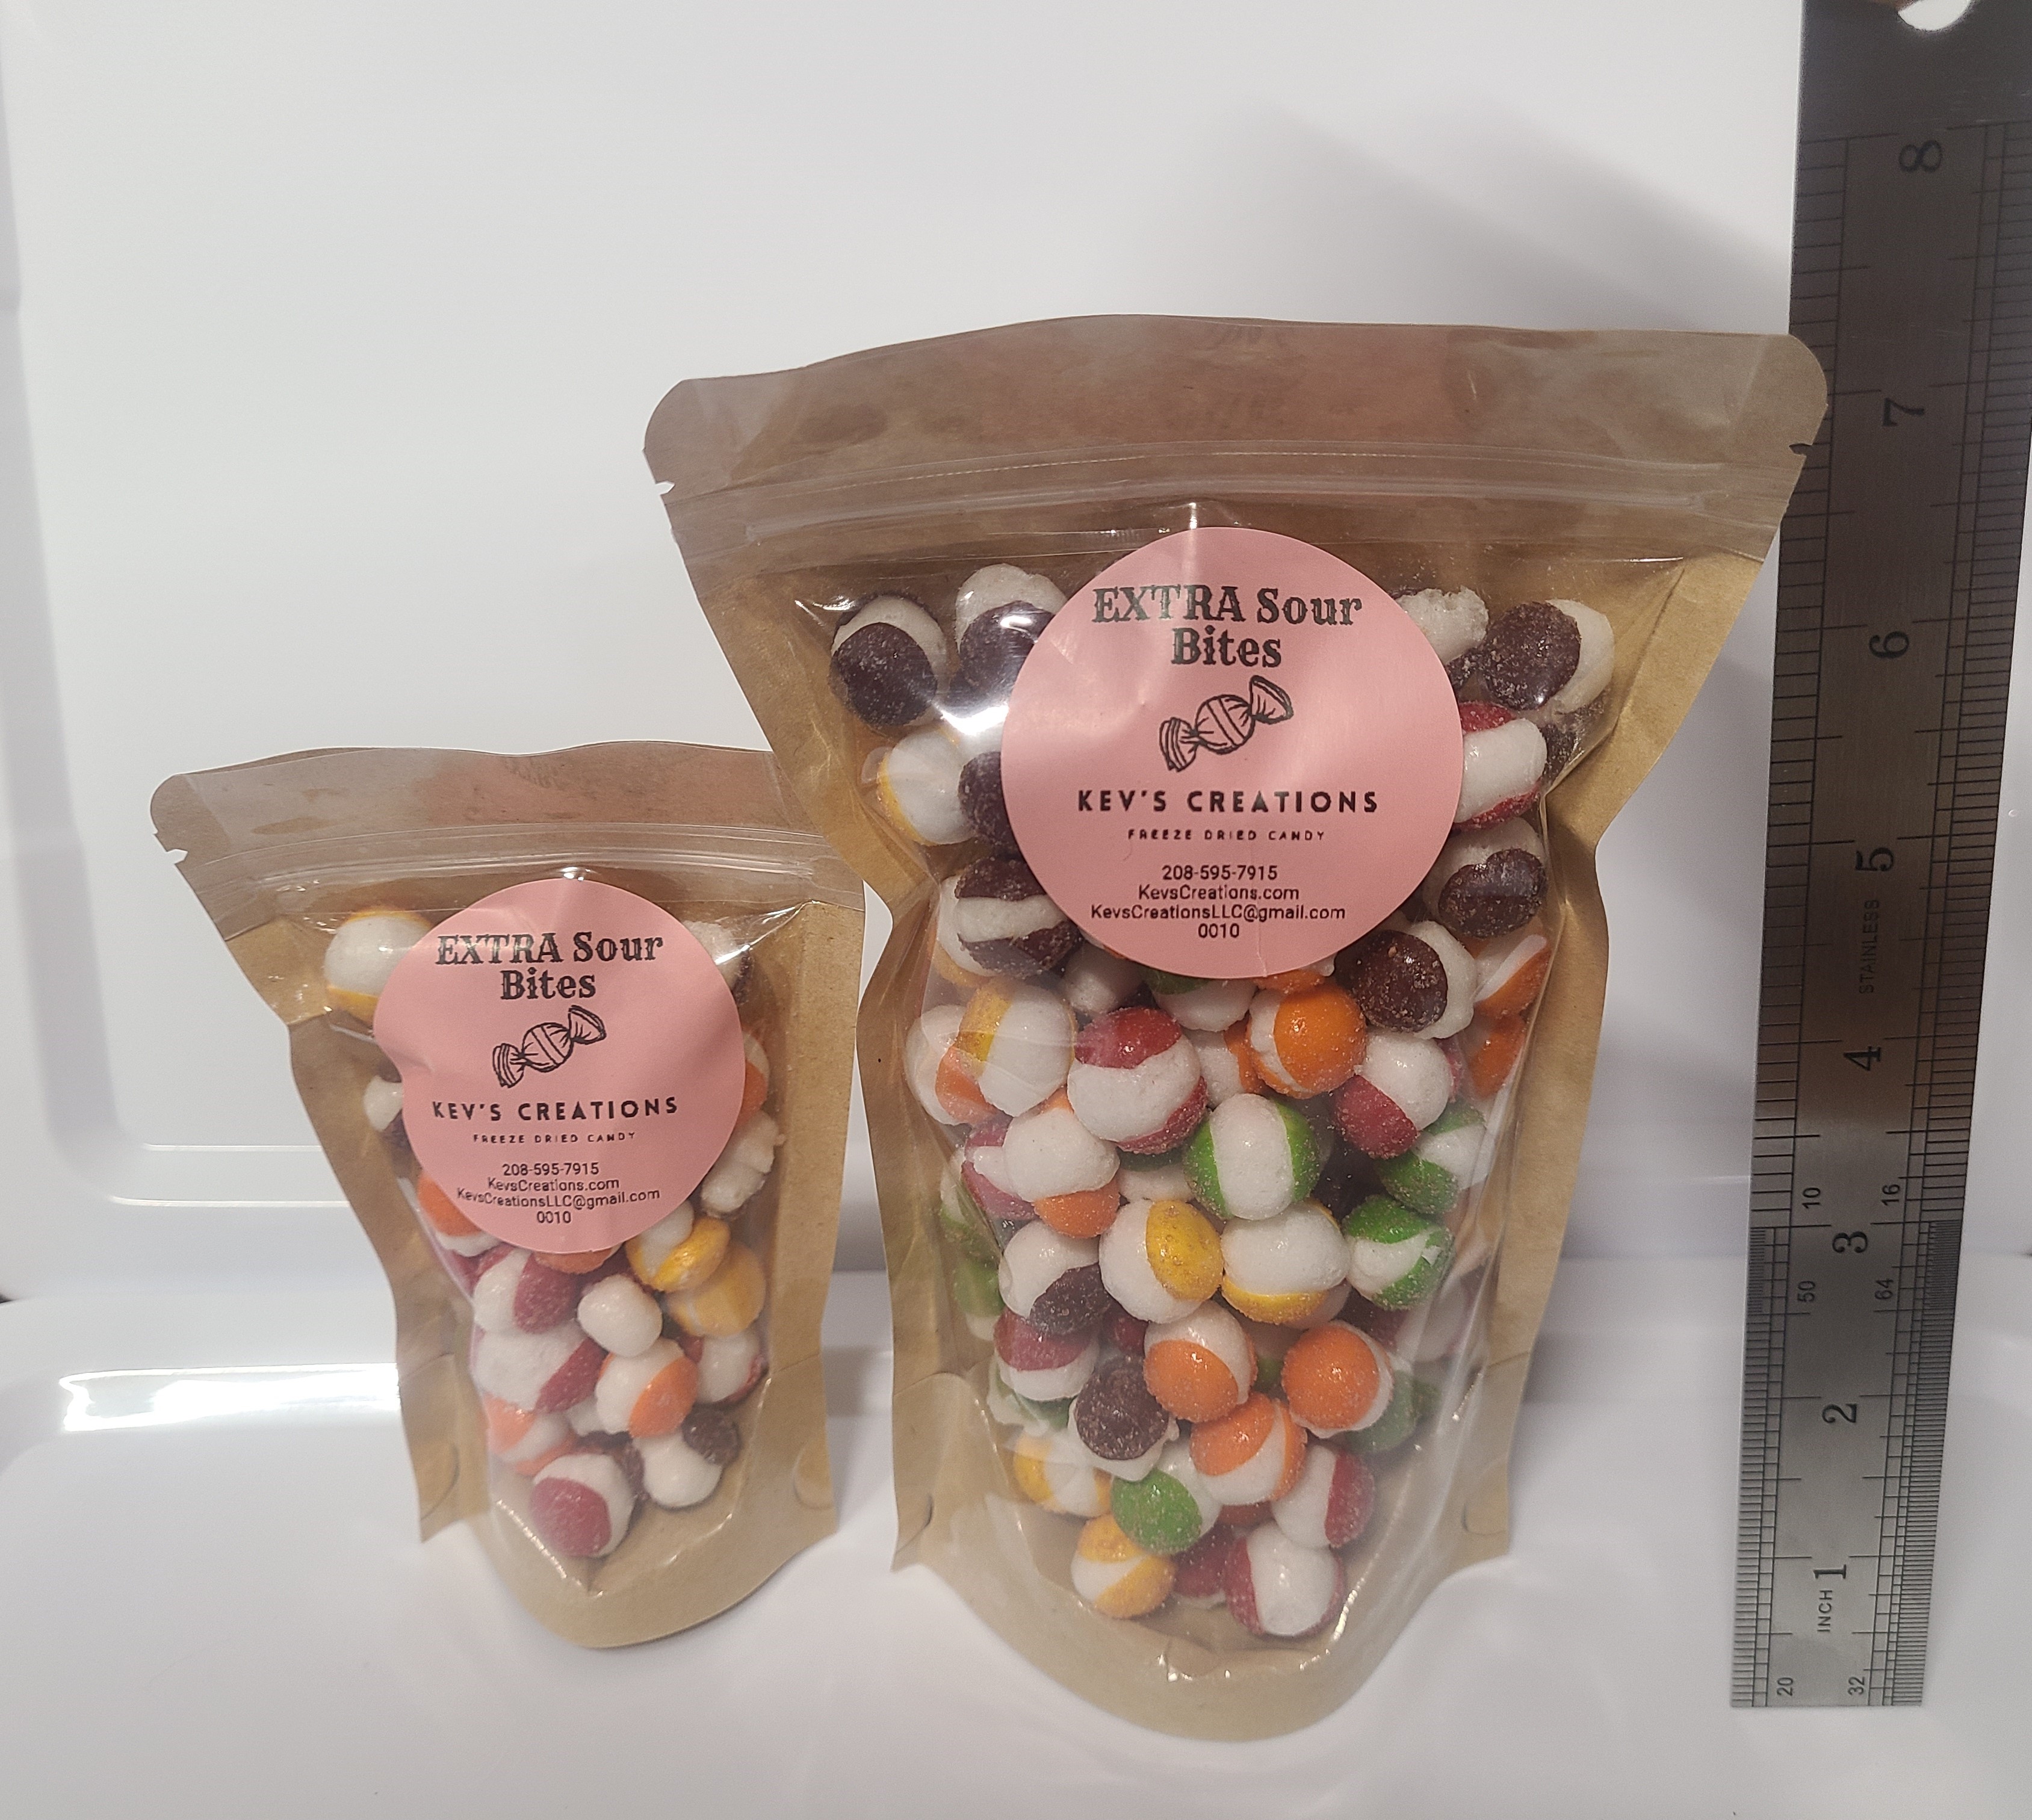 EXTRA Sour
Bites
KEV'S CREATIONS
FREEZE DRIED CANDY
208-595-7915
KevsCreations.com
KevsCreationsLLC@gmail.com
0010
EXTRA Sour
Bites
KEV'S CREATIONS
FREEZE DRIED CANDY
208-595-7915
KevsCreations.com
KevsCreationsLLC@gmail.com
0010
8
7
6
5
STAINLESS
4
10 16
3
50 64
2
1
INCH
20 32